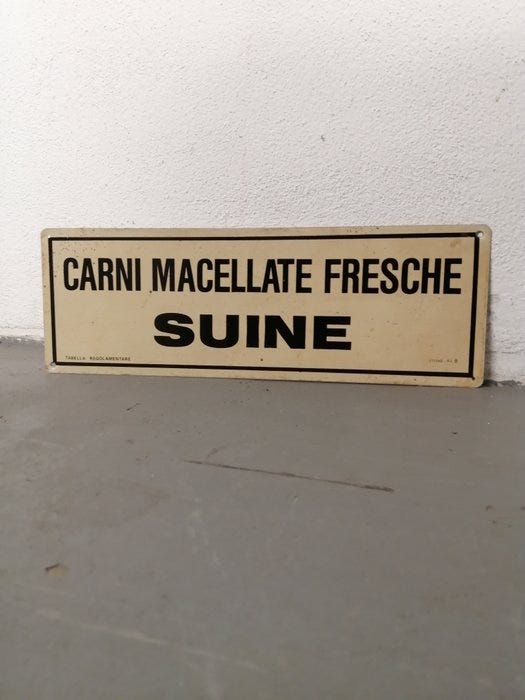 CARNI MACELLATE FRESCHE
SUINE
TABELLA REGOLAMENTARE